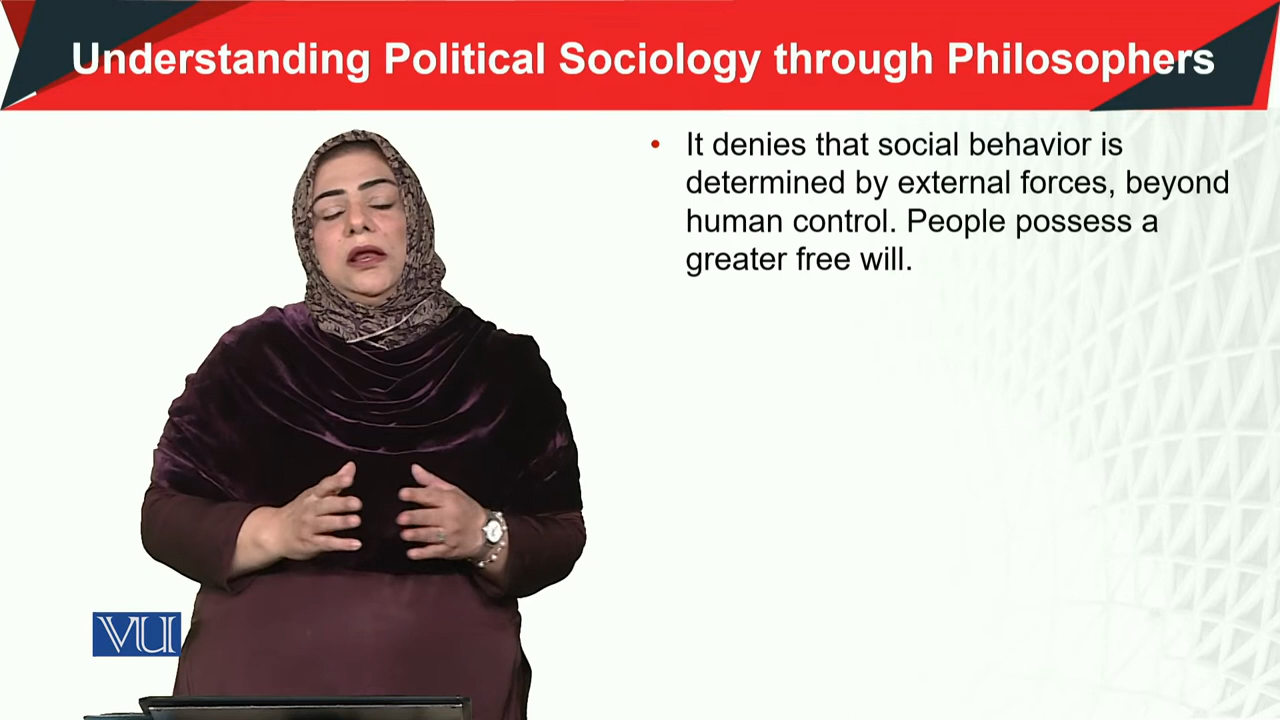 Understanding Political Sociology through Philosophers
• It denies that social behavior is
determined by external forces, beyond
human control. People possess a
greater free will.
VU